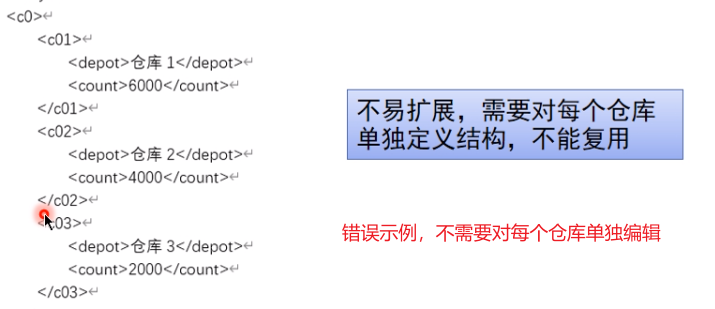 <c0>↵
<c01>↵
<depot>仓库 1</depot>↵
<count>6000</count>↵
</c01>↵
<c02>↵
<depot>仓库 2</depot>↵
<count>4000</count>↵
</c02>↵
<c03>↵
<depot>仓库 3</depot>↵
<count>2000</count>↵
</c03>↵
不易扩展，需要对每个仓库
单独定义结构，不能复用
错误示例，不需要对每个仓库单独编辑